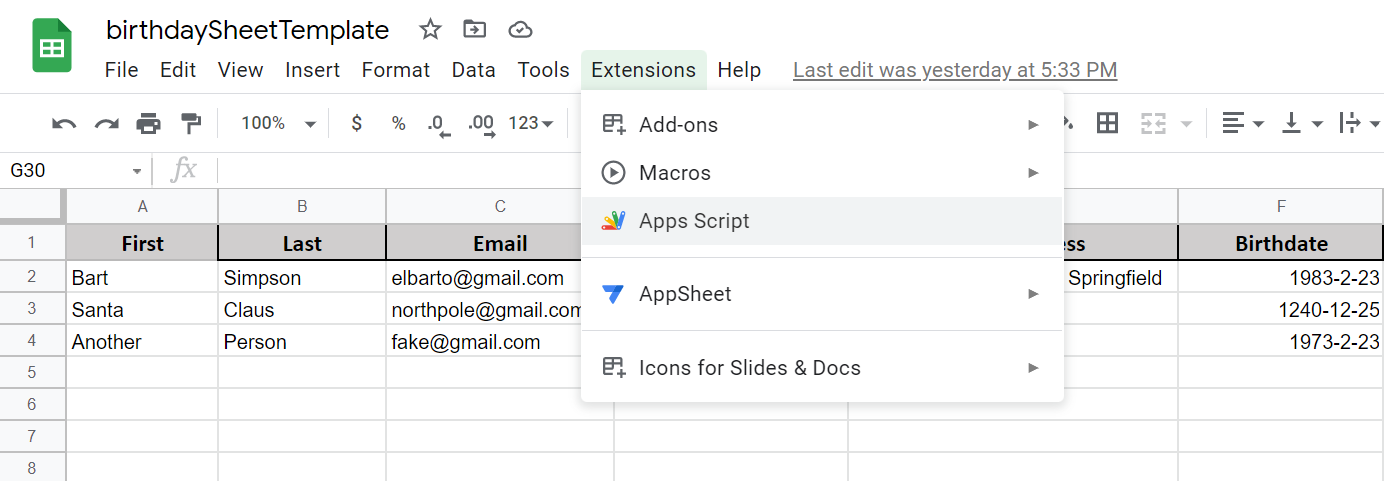 birthdaySheetTemplate
File Edit View Insert Format Data Tools Extensions Help Last edit was yesterday at 5:33 PM
100% $ % .0 .00 123
Add-ons
G30 fx
Macros
A B C F
Apps Script
1 First Last Email ess Birthdate
2 Bart Simpson elbarto@gmail.com Springfield 1983-2-23
AppSheet
3 Santa Claus northpole@gmail.com 1240-12-25
4 Another Person fake@gmail.com 1973-2-23
5 Icons for Slides & Docs
6
7
8